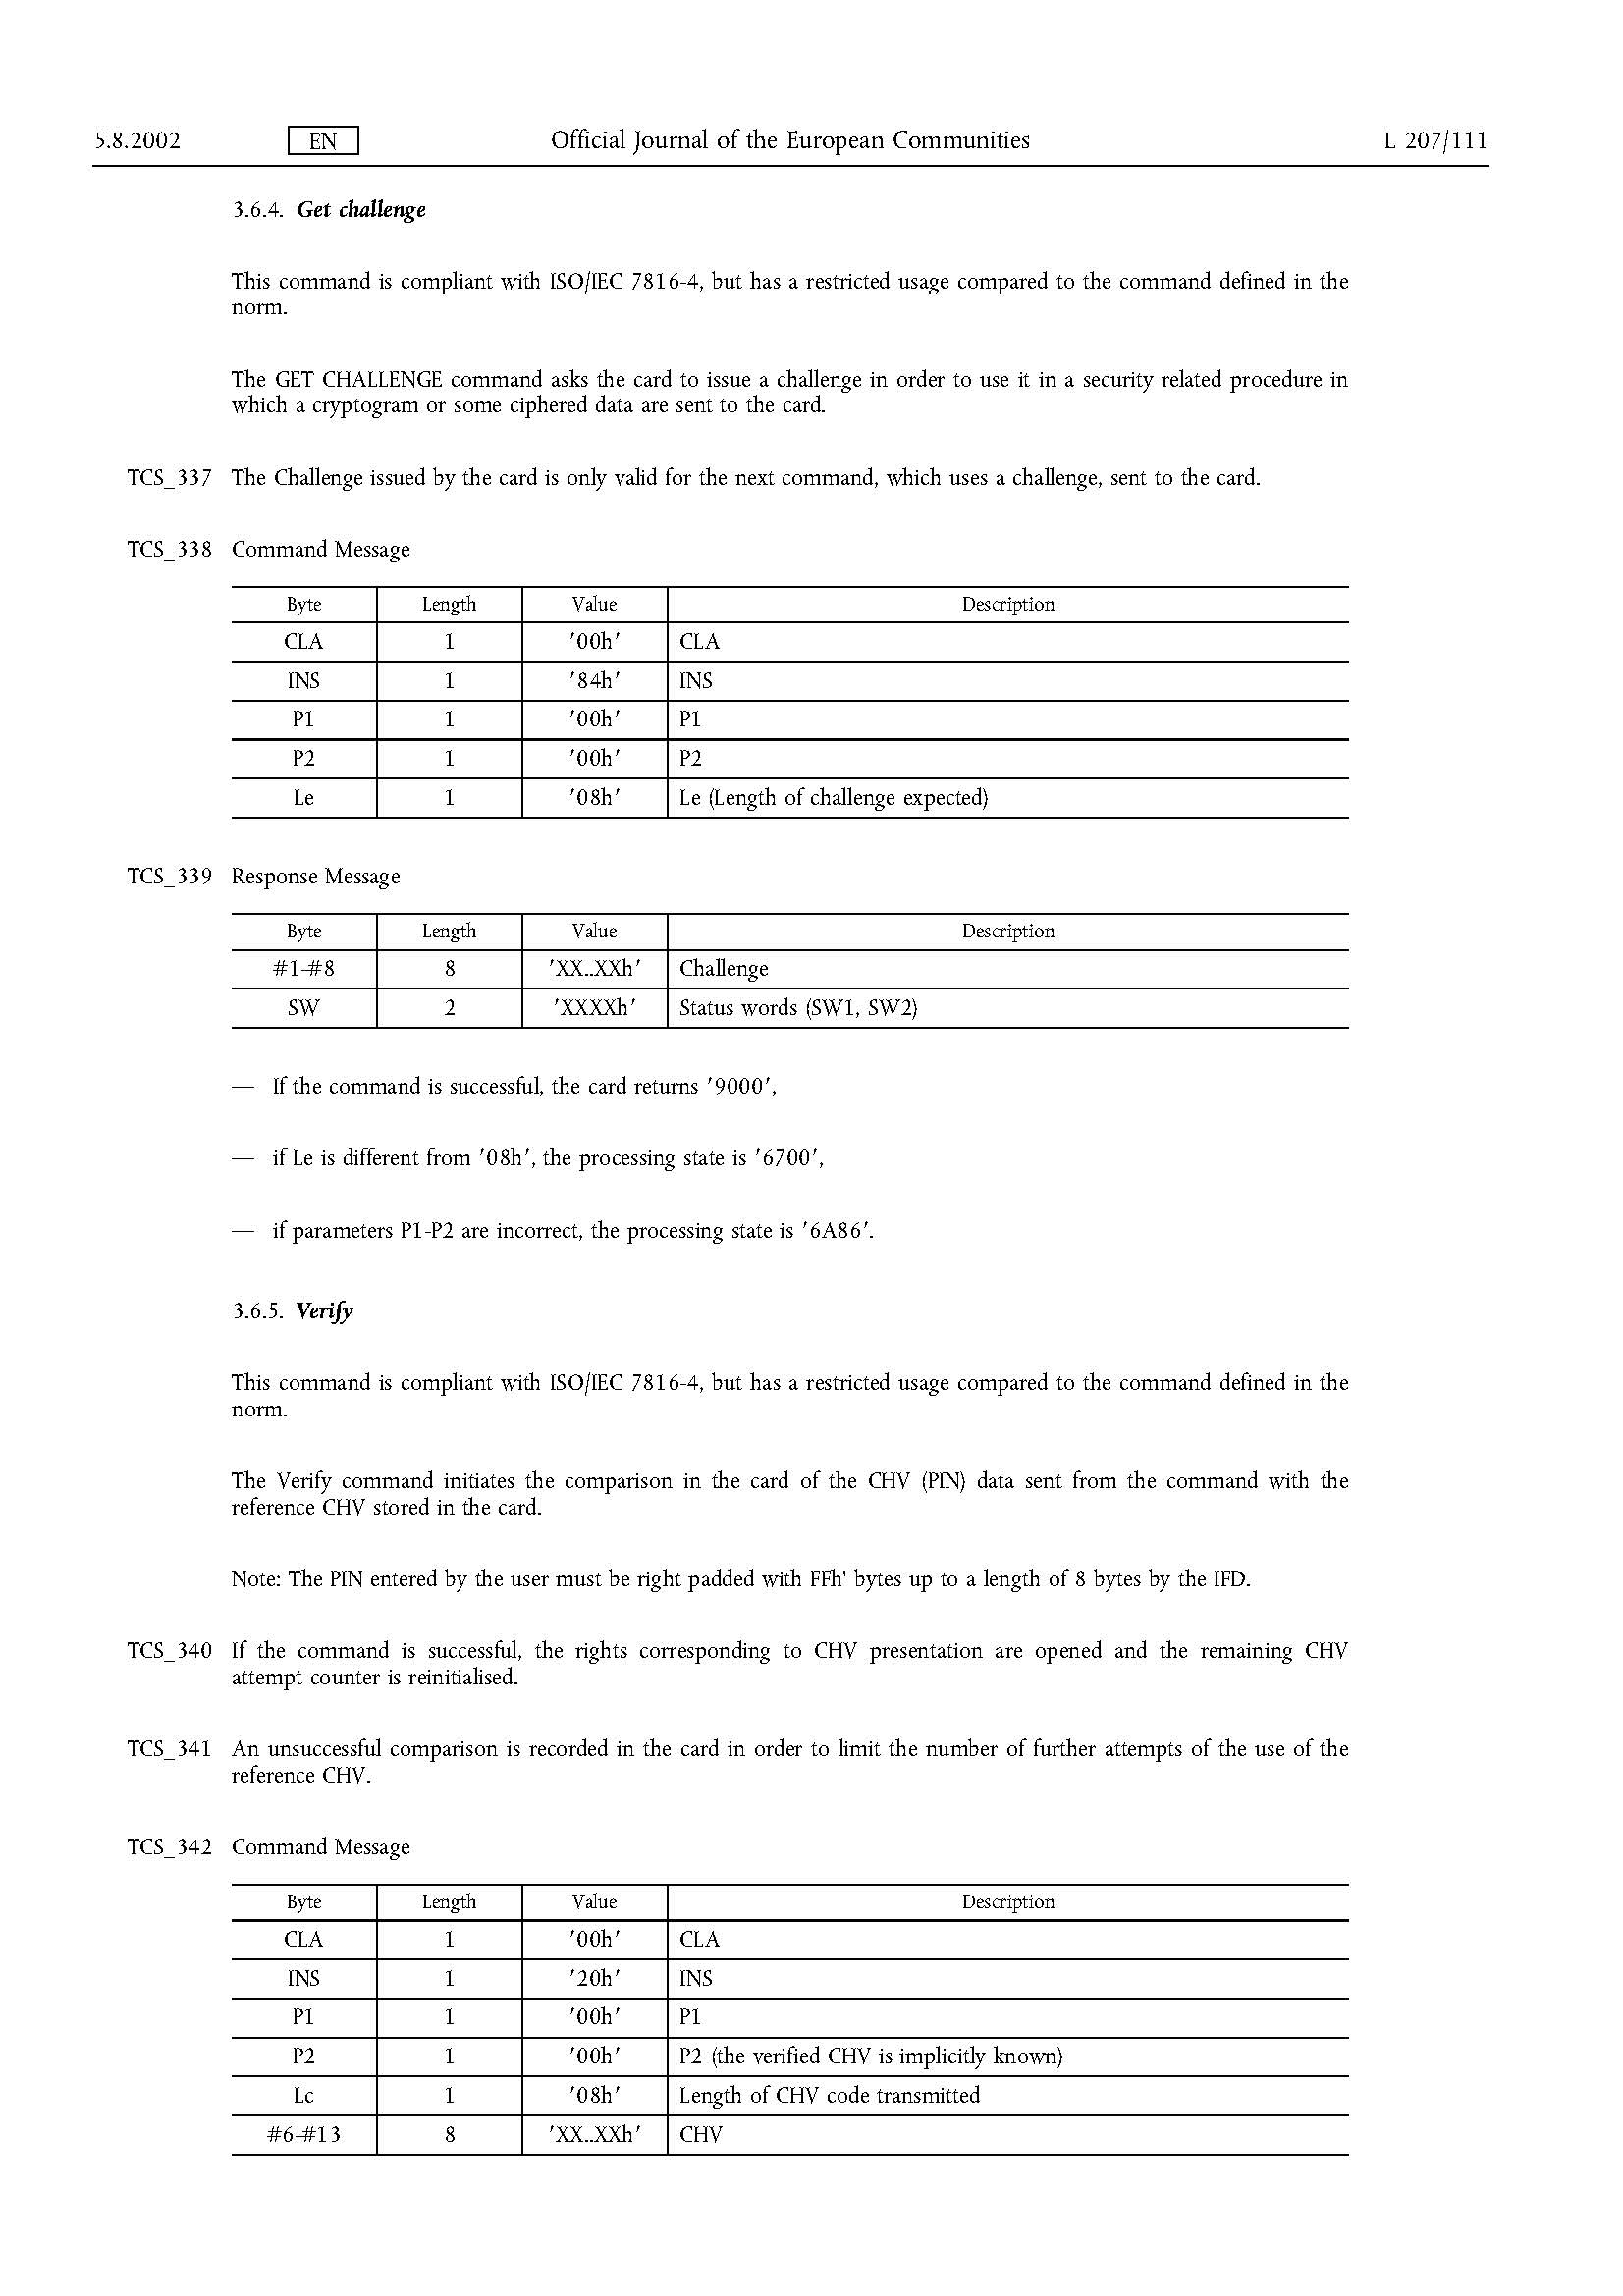 5.8.2002 EN Official Journal of the European Communities L 207/111
3.6.4. Get challenge
This command is compliant with ISO/IEC 7816-4, but has a restricted usage compared to the command defined in the
norm.
The GET CHALLENGE command asks the card to issue a challenge in order to use it in a security related procedure in
which a cryptogram or some ciphered data are sent to the card.
TCS_337 The Challenge issued by the card is only valid for the next command, which uses a challenge, sent to the card.
TCS_338 Command Message
Byte Length Value Description
CLA 1 '00h' CLA
INS 1 '84h' INS
P1 1 '00h' P1
P2 1 '00h' P2
Le 1 '08h' Le (Length of challenge expected)
TCS_339 Response Message
Byte Length Value Description
#1-#8 8 'XX..XXh' Challenge
SW 2 'XXXXh' Status words (SW1, SW2)
— If the command is successful, the card returns '9000',
— if Le is different from '08h', the processing state is '6700',
— if parameters P1-P2 are incorrect, the processing state is '6A86'.
3.6.5. Verify
This command is compliant with ISO/IEC 7816-4, but has a restricted usage compared to the command defined in the
norm.
The Verify command initiates the comparison in the card of the CHV (PIN) data sent from the command with the
reference CHV stored in the card.
Note: The PIN entered by the user must be right padded with FFh' bytes up to a length of 8 bytes by the IFD.
TCS_340 If the command is successful, the rights corresponding to CHV presentation are opened and the remaining CHV
attempt counter is reinitialised.
TCS_341 An unsuccessful comparison is recorded in the card in order to limit the number of further attempts of the use of the
reference CHV.
TCS_342 Command Message
Byte Length Value Description
CLA 1 '00h' CLA
INS 1 '20h' INS
P1 1 '00h' P1
P2 1 '00h' P2 (the verified CHV is implicitly known)
Lc 1 '08h' Length of CHV code transmitted
#6-#13 8 'XX..XXh' CHV